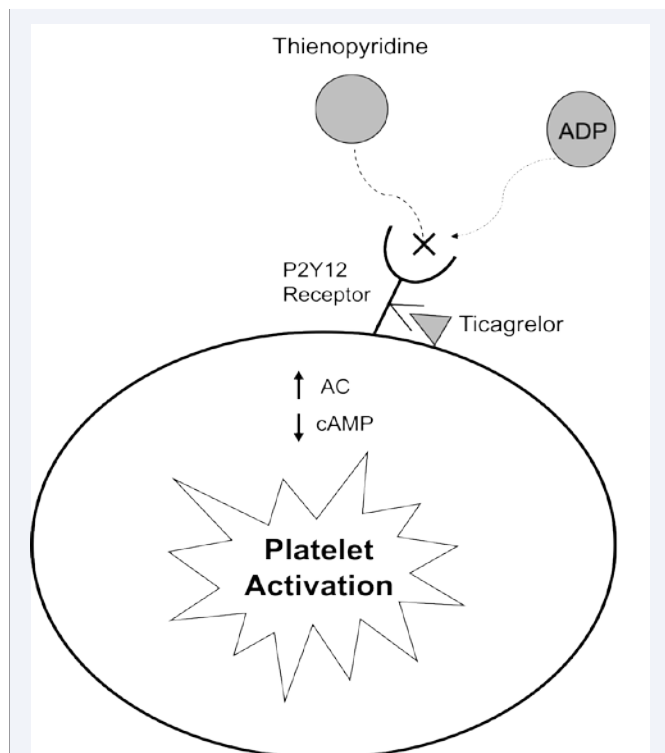 Thienopyridine
ADP
P2Y12
Receptor
Ticagrelor
AC
cAMP
Platelet
Activation